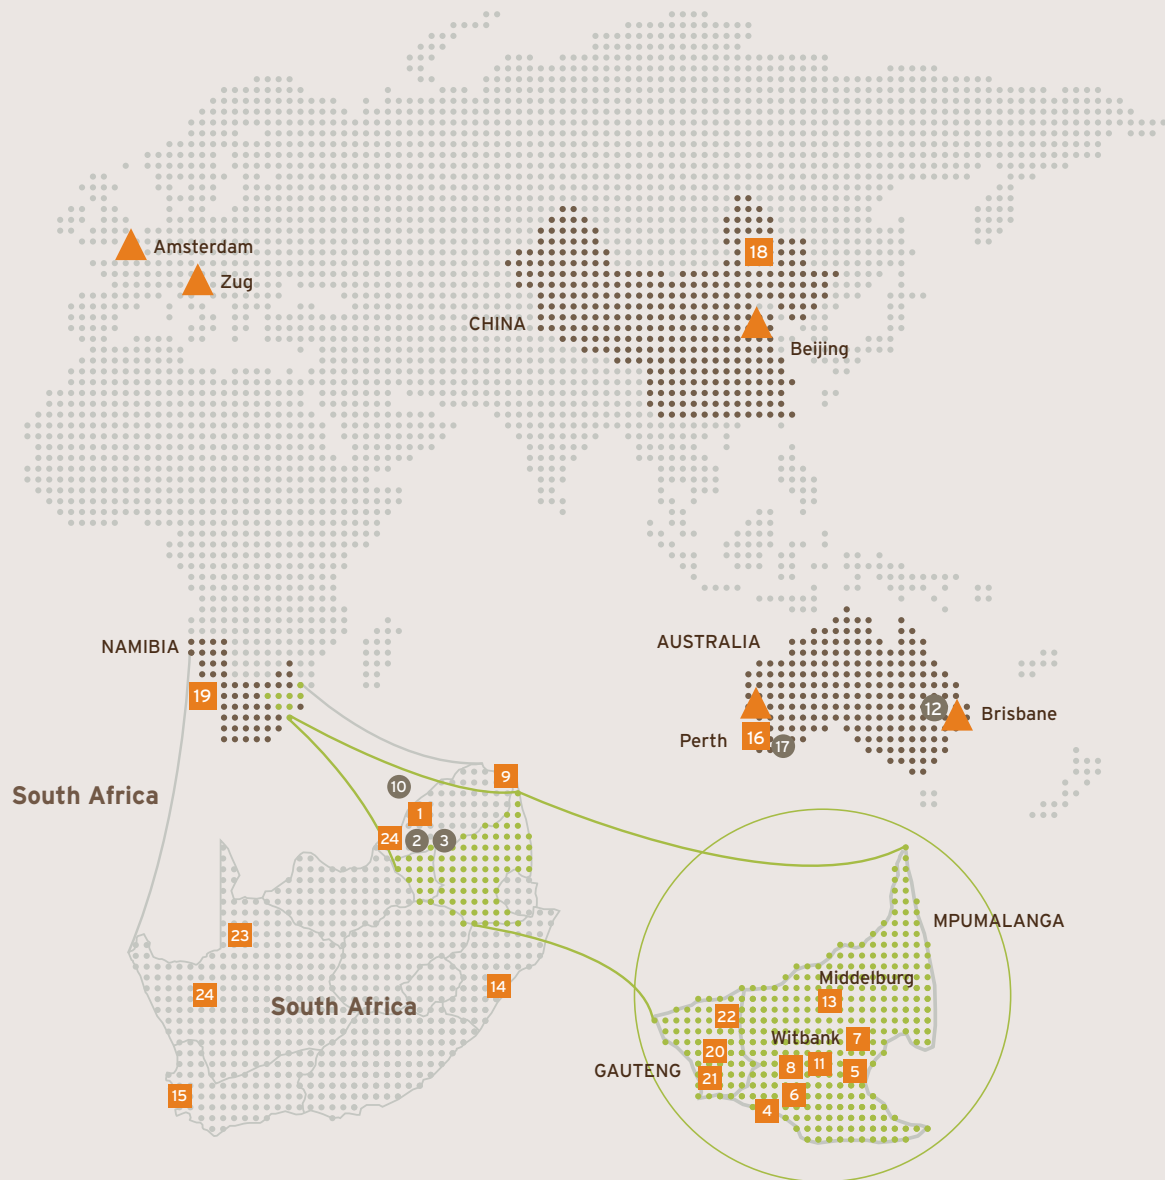 Amsterdam
Zug
18
CHINA
Beijing
NAMIBIA
AUSTRALIA
19
12
Brisbane
Perth
16
17
South Africa
9
10
1
24
2
3
23
24
14
South Africa
15
MPUMALANGA
Middelburg
13
22
Witbank
7
20
GAUTENG
8
11
5
21
6
4